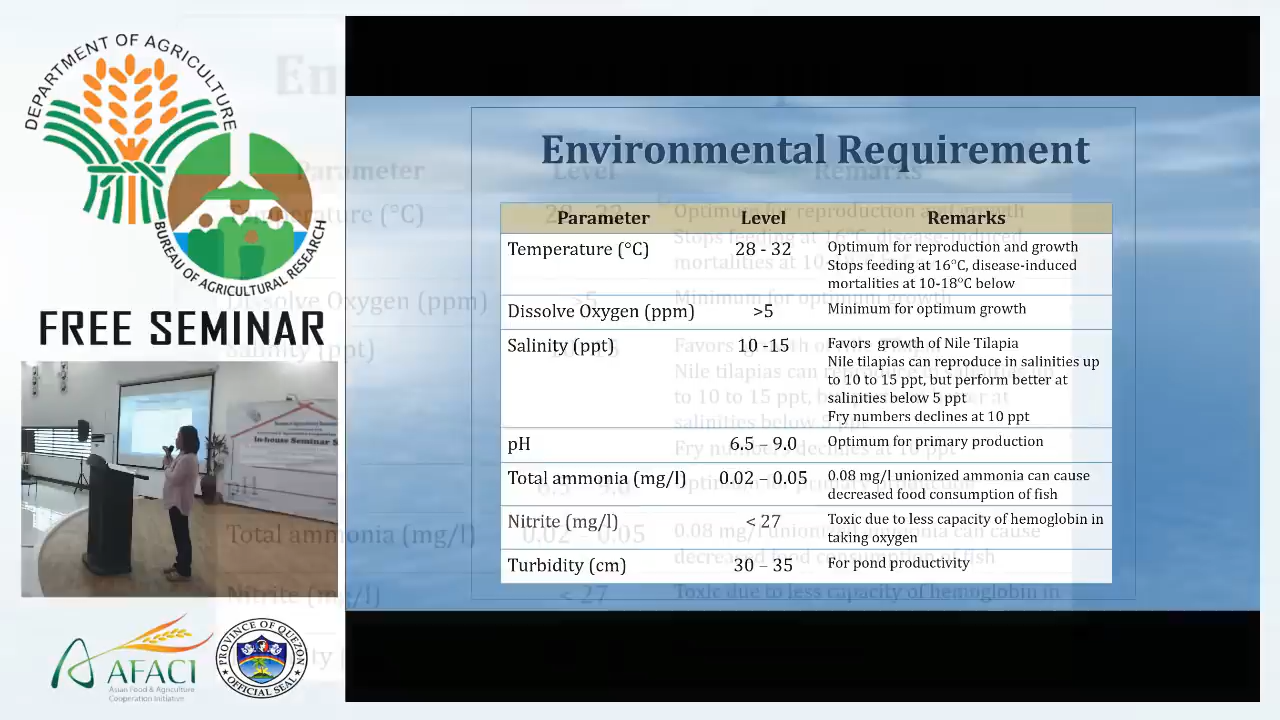 DEPARTMENT OF AGRICULTURE
BUREAU OF AGRICULTURAL RESEARCH
FREE SEMINAR
In-house Seminar
AFACI
Asian Food & Agriculture
Cooperation Initiative
PROVINCE OF QUEZON
OFFICIAL SEAL
Environmental Requirement
Parameter Level Remarks
Temperature (°C) 28 - 32 Optimum for reproduction and growth
Stops feeding at 16°C, disease-induced
mortalities at 10-18°C below
Dissolve Oxygen (ppm) >5 Minimum for optimum growth
Salinity (ppt) 10 -15 Favors growth of Nile Tilapia
Nile tilapias can reproduce in salinities up
to 10 to 15 ppt, but perform better at
salinities below 5 ppt
Fry numbers declines at 10 ppt
pH 6.5 – 9.0 Optimum for primary production
Total ammonia (mg/l) 0.02 – 0.05 0.08 mg/l unionized ammonia can cause
decreased food consumption of fish
Nitrite (mg/l) < 27 Toxic due to less capacity of hemoglobin in
taking oxygen
Turbidity (cm) 30 – 35 For pond productivity